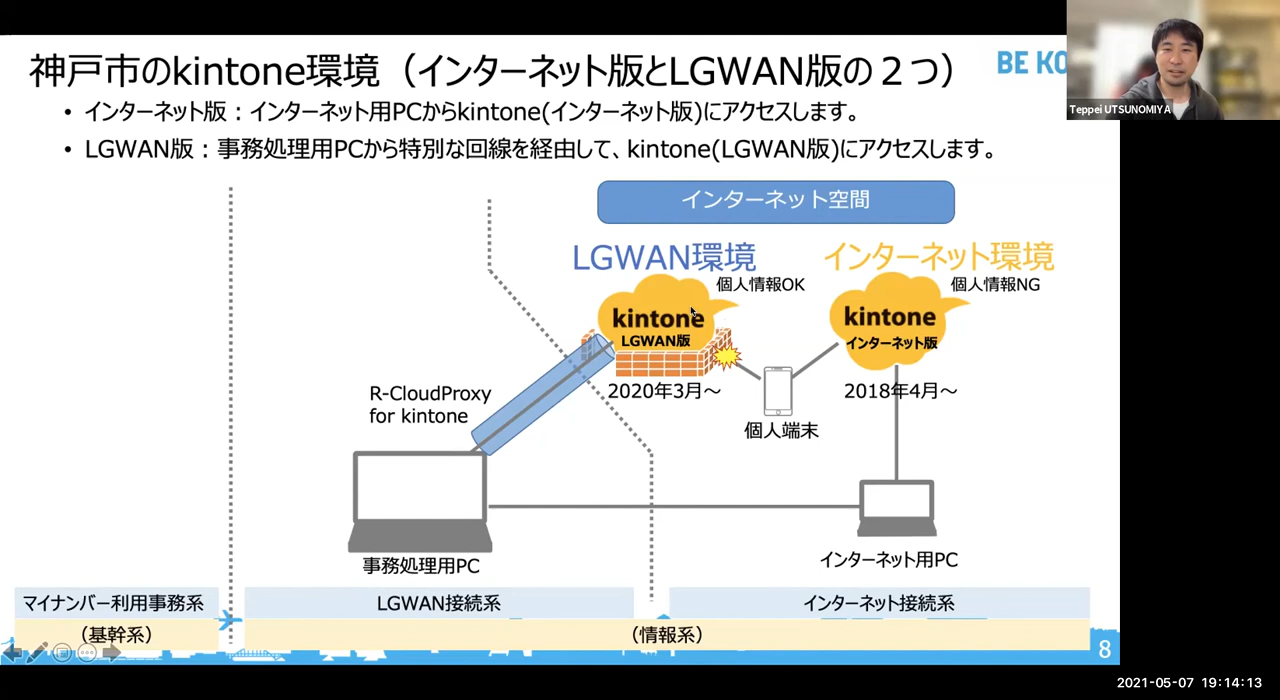 神戸市のkintone環境（インターネット版とLGWAN版の２つ）
BE KO
Teppei UTSUNOMIYA
• インターネット版：インターネット用PCからkintone(インターネット版)にアクセスします。
• LGWAN版：事務処理用PCから特別な回線を経由して、kintone(LGWAN版)にアクセスします。
インターネット空間
LGWAN環境
インターネット環境
個人情報OK
個人情報NG
kintone
LGWAN版
kintone
インターネット版
2020年3月～
2018年4月～
R-CloudProxy
for kintone
個人端末
事務処理用PC
インターネット用PC
マイナンバー利用事務系
LGWAN接続系
インターネット接続系
（基幹系）
（情報系）
8
2021-05-07 19:14:13